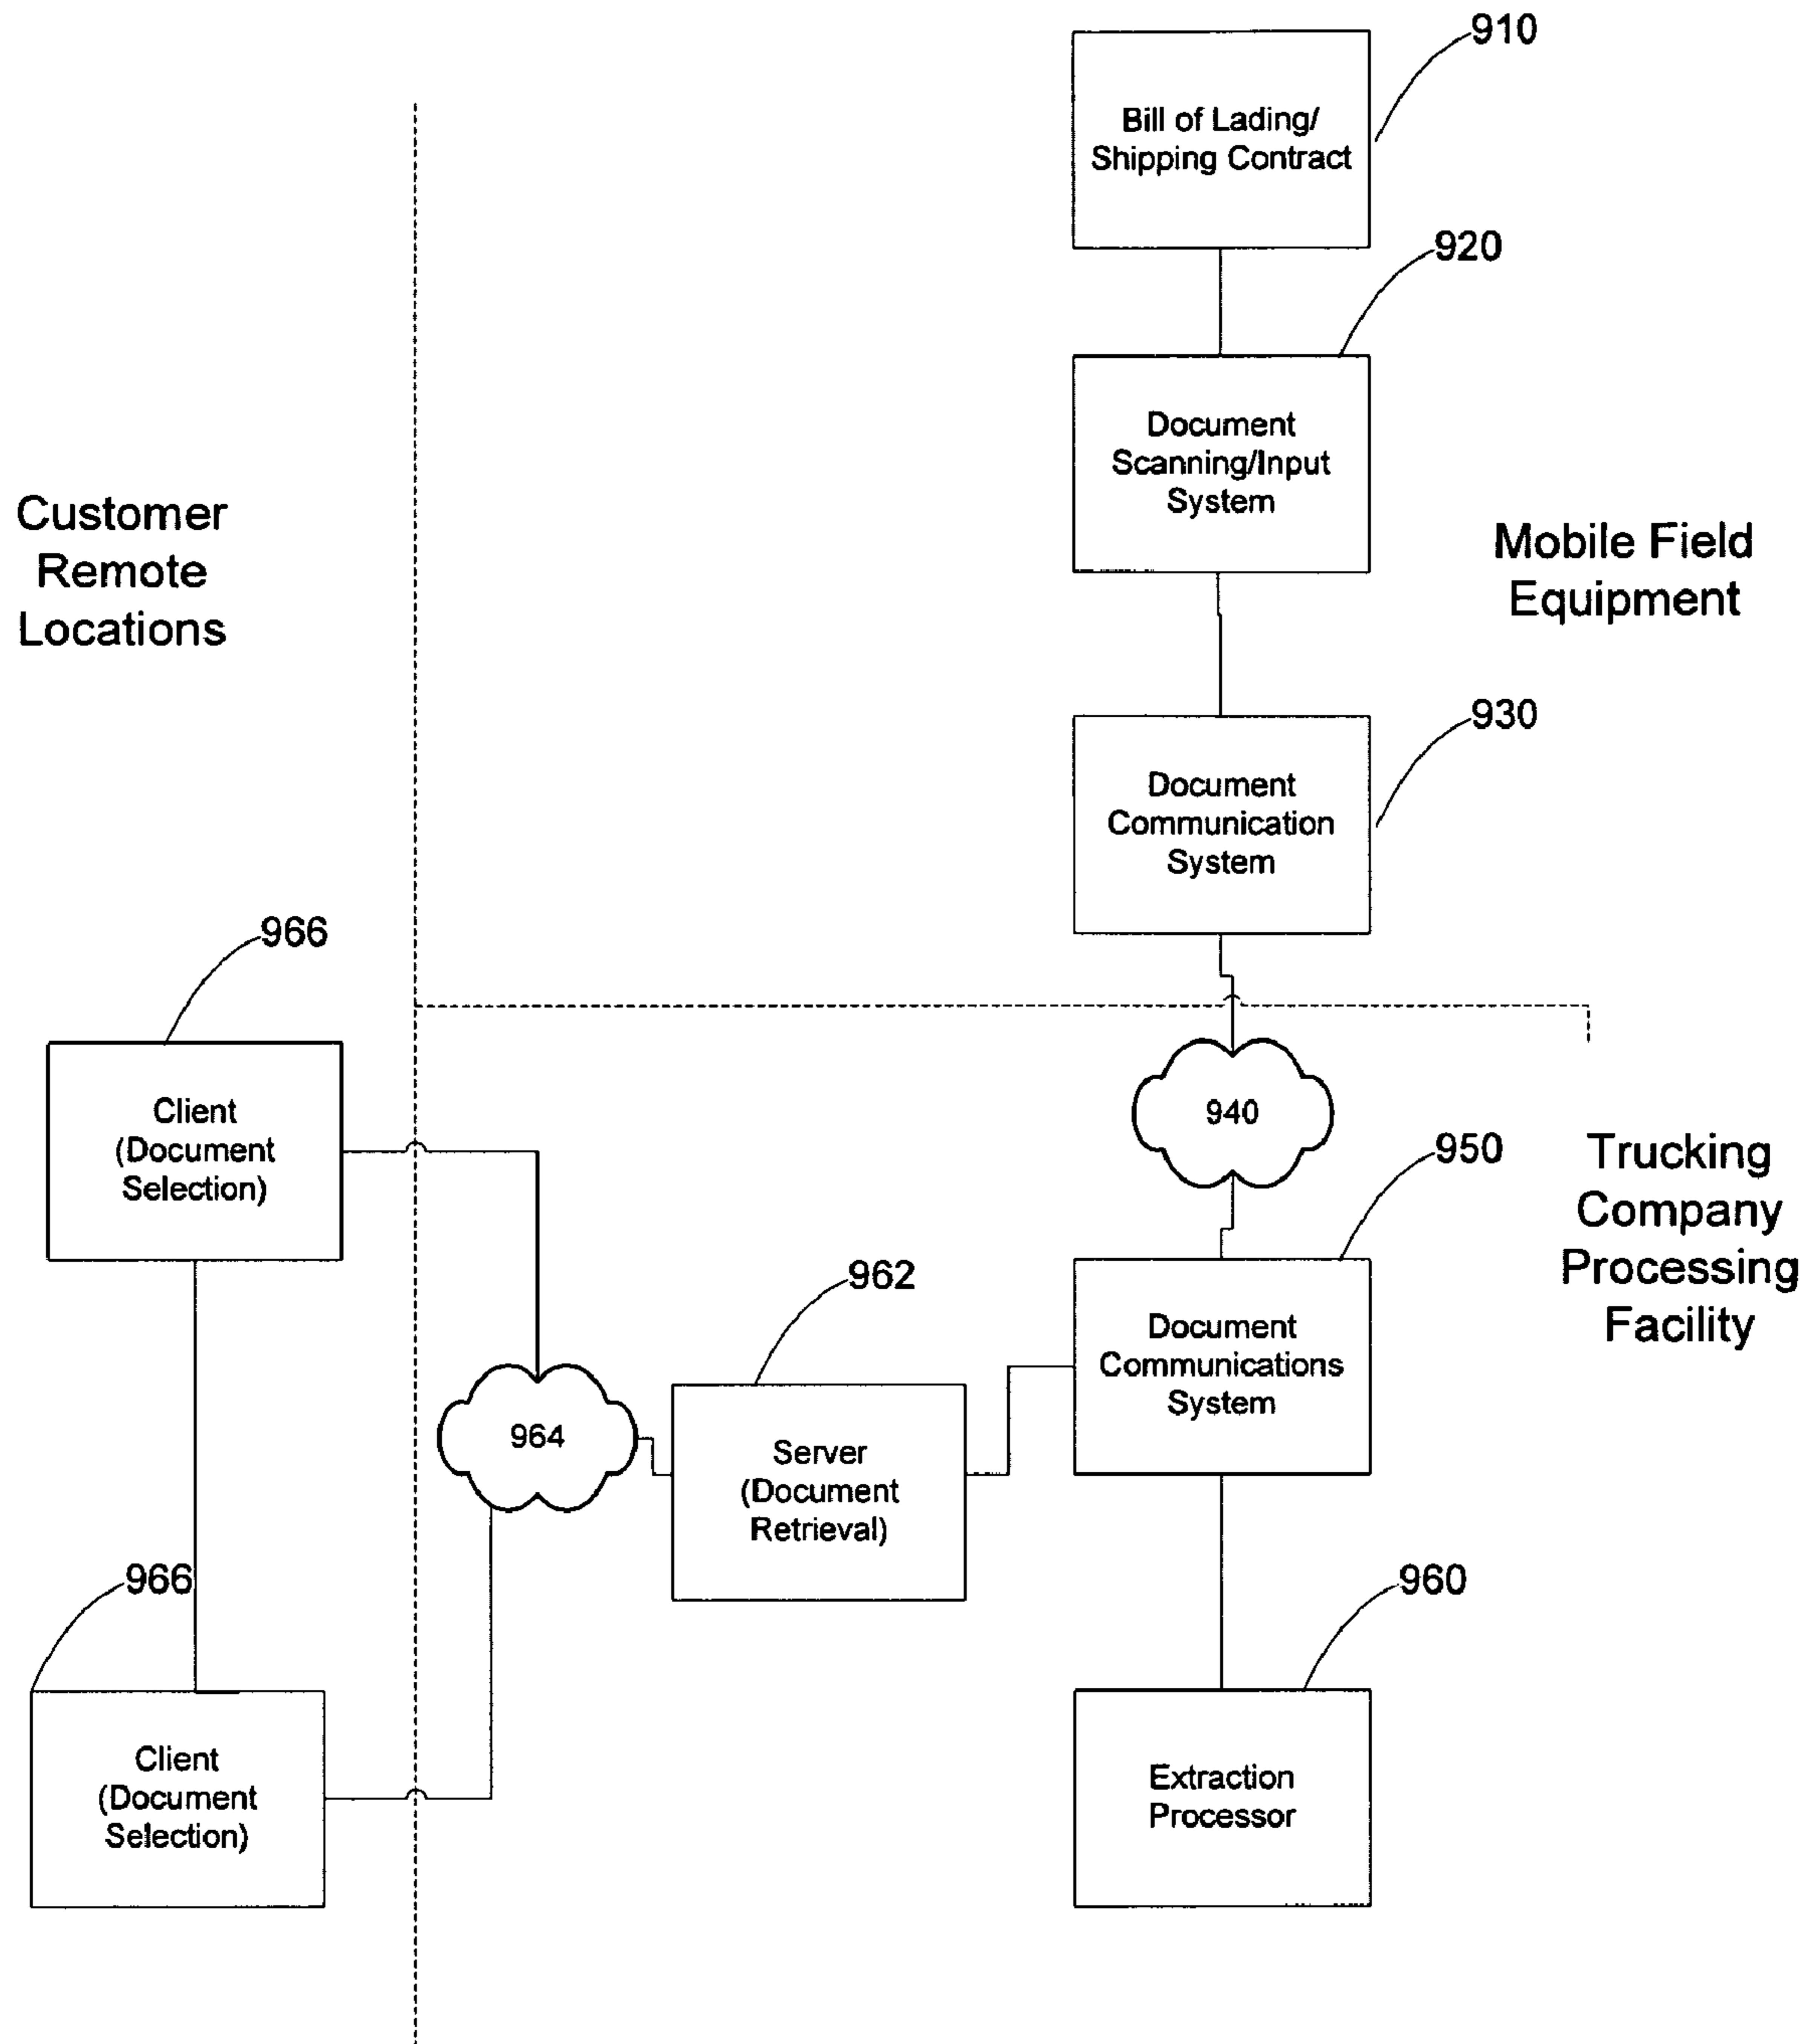 910
Bill of Lading/
Shipping Contract
920
Document
Scanning/Input
System
Customer
Remote
Locations
Mobile Field
Equipment
930
Document
Communication
System
966
Client
(Document
Selection)
940
950
Trucking
Company
Processing
Facility
Document
Communications
System
962
964
Server
(Document
Retrieval)
966
Client
(Document
Selection)
960
Extraction
Processor